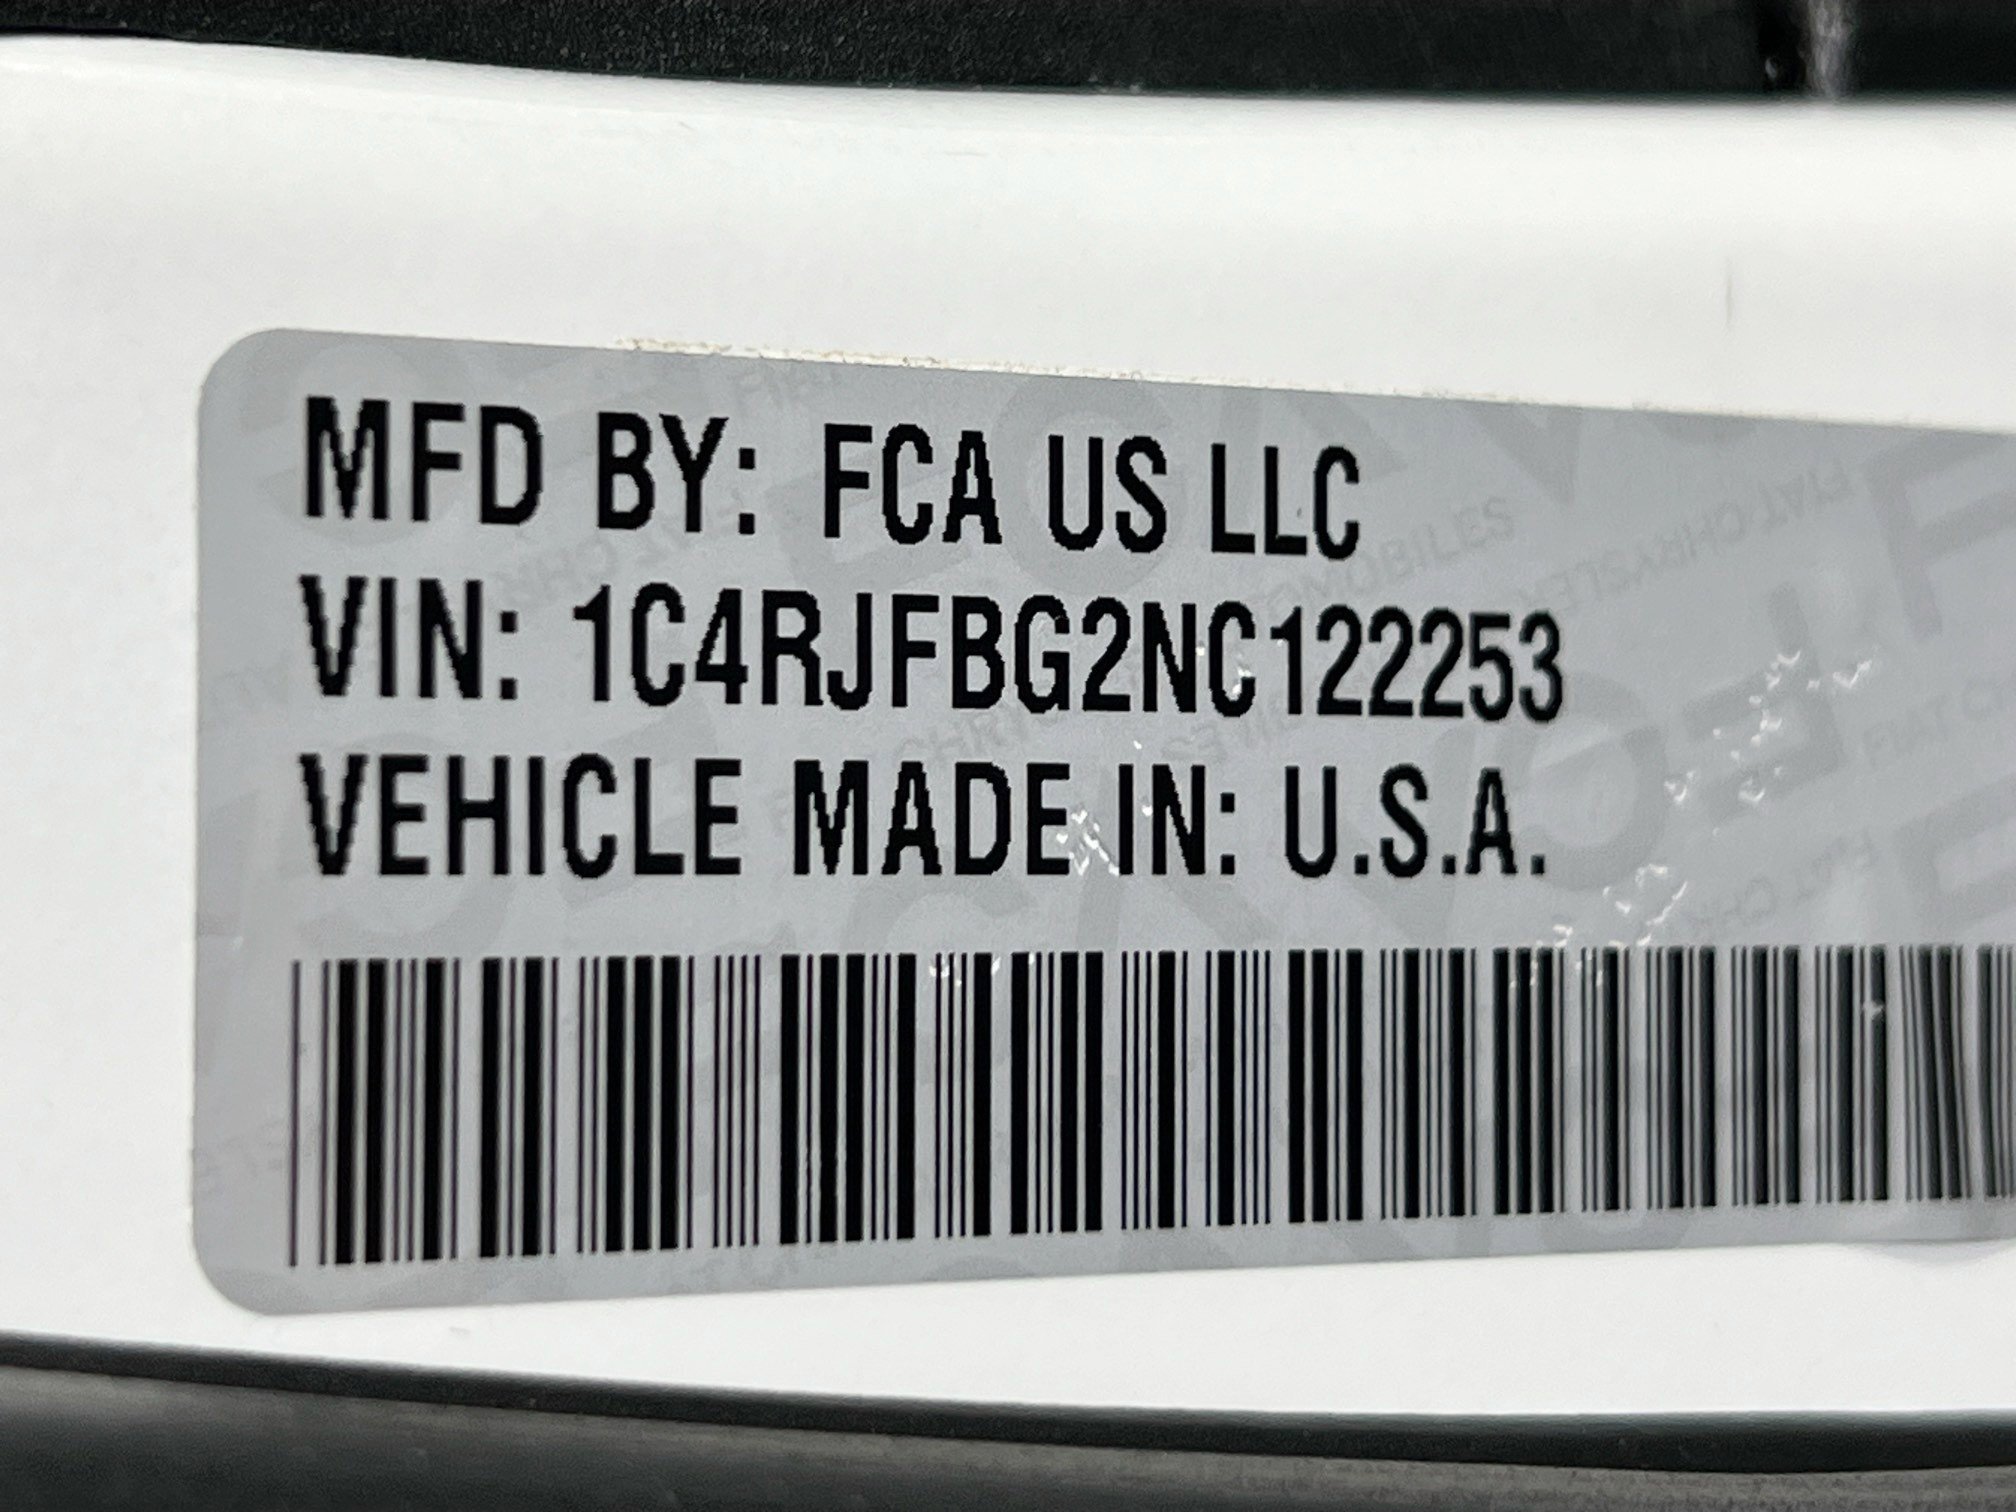 MFD BY: FCA US LLC
VIN: 1C4RJFBG2NC122253
VEHICLE MADE IN: U.S.A.